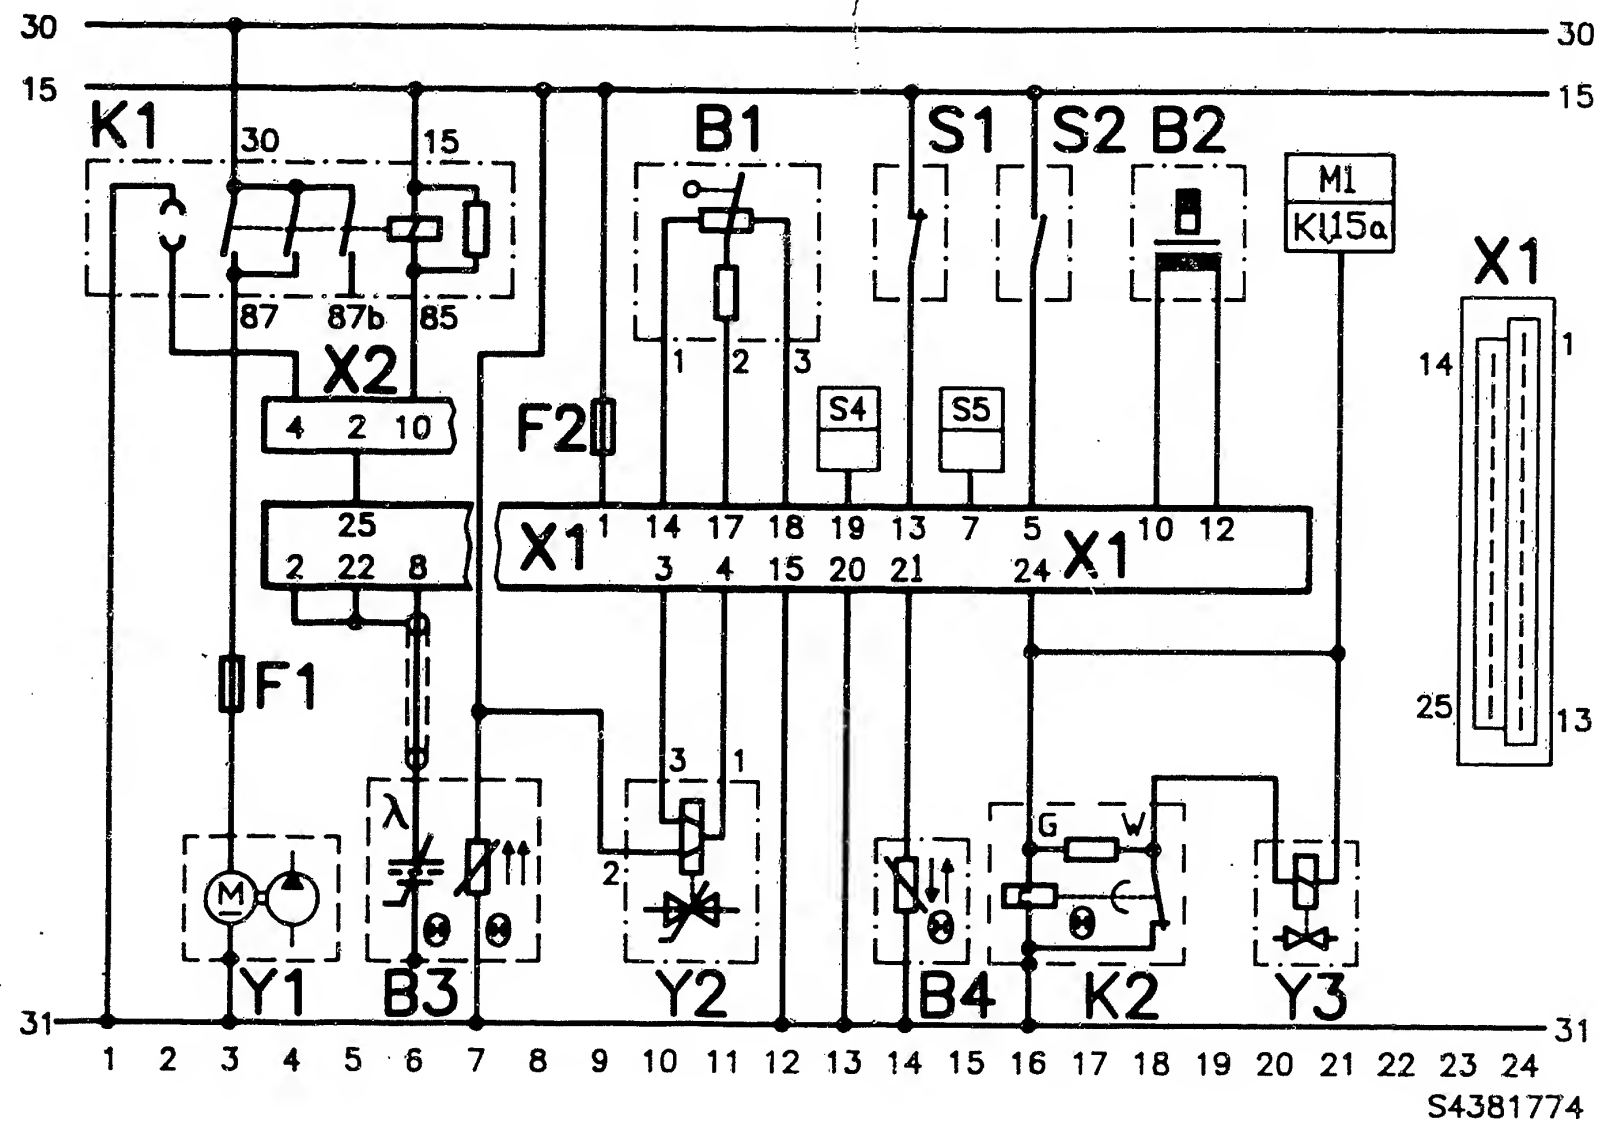 30 30
15 15
K1 B1 S1 S2 B2
30 15
M1
Kl15a
X1
87 87b 85
1 2 3
14 1
X2
S4 S5
F2
4 2 10
25
X1 1 14 17 18 19 13 7 5 X1 10 12
2 22 8
3 4 15 20 21 24
F1
25 13
3 1
λ
G W
2
M
Y1 B3 Y2 B4 K2 Y3
31 31
1 2 3 4 5 6 7 8 9 10 11 12 13 14 15 16 17 18 19 20 21 22 23 24
S4381774